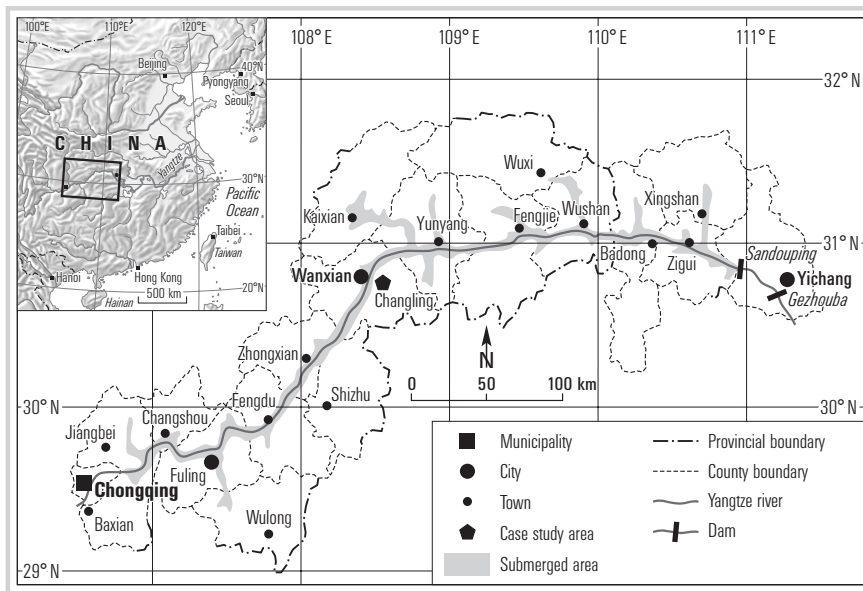 100°E
110°E
120°E
40°N
Beijing
Pyongyang
Seoul
CHINA
30°N
Yangtze
Pacific
Ocean
Taibei
Taiwan
Hanoi
Hong Kong
20°N
Hainan
500 km
108°E
109°E
110°E
111°E
32°N
Wuxi
Xingshan
Kaixian
Yunyang
Fengjie
Wushan
31°N
Badong
Zigui
Sandouping
Wanxian
Changling
Yichang
Gezhouba
Zhongxian
N
0 50 100 km
Shizhu
30°N
30°N
Changshou
Fengdu
Jiangbei
Fuling
Chongqing
Baxian
Wulong
29°N
Municipality
City
Town
Case study area
Submerged area
Provincial boundary
County boundary
Yangtze river
Dam